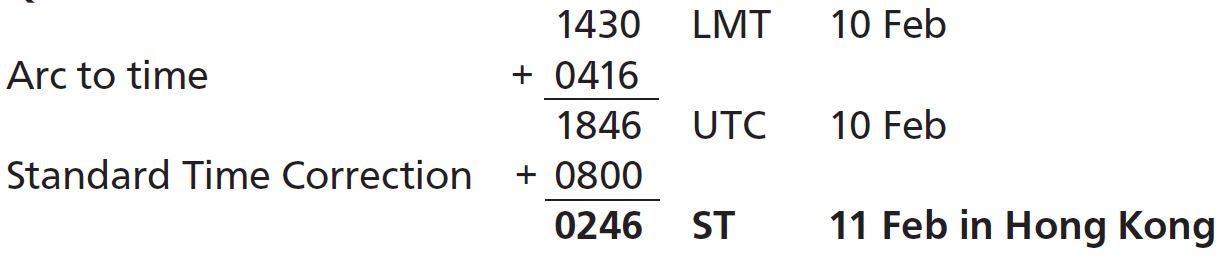 1430 LMT 10 Feb
Arc to time + 0416
1846 UTC 10 Feb
Standard Time Correction + 0800
0246 ST 11 Feb in Hong Kong